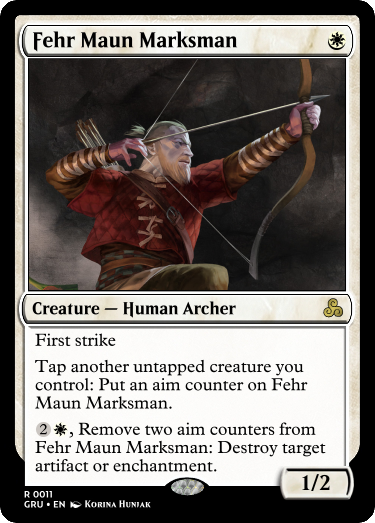 Fehr Maun Marksman
Creature — Human Archer
First strike
Tap another untapped creature you
control: Put an aim counter on Fehr
Maun Marksman.
2, Remove two aim counters from
Fehr Maun Marksman: Destroy target
artifact or enchantment.
1/2
R 0011
GRU • EN Korina Hunjak